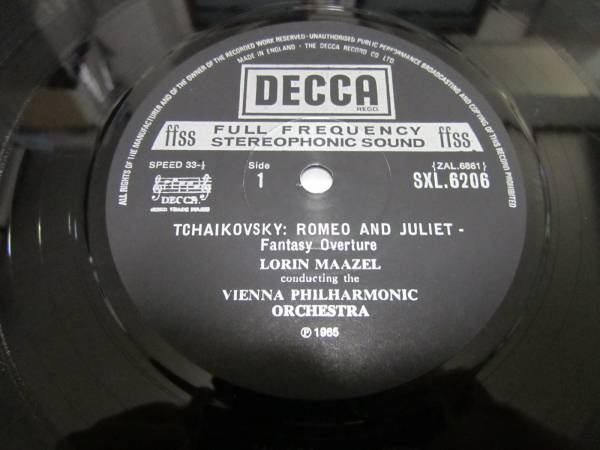 ALL RIGHTS OF THE MANUFACTURER AND OF THE OWNER OF THE RECORDED WORK RESERVED · UNAUTHORISED PUBLIC PERFORMANCE BROADCASTING AND COPYING OF THIS RECORD PROHIBITED
MADE IN ENGLAND · THE DECCA RECORD CO LTD.
DECCA
REGD.
ffss FULL FREQUENCY ffss
STEREOPHONIC SOUND
SPEED 33-⅓ Side {ZAL.6861}
1 SXL.6206
DECCA
TCHAIKOVSKY: ROMEO AND JULIET -
Fantasy Overture
LORIN MAAZEL
conducting the
VIENNA PHILHARMONIC
ORCHESTRA
℗ 1965